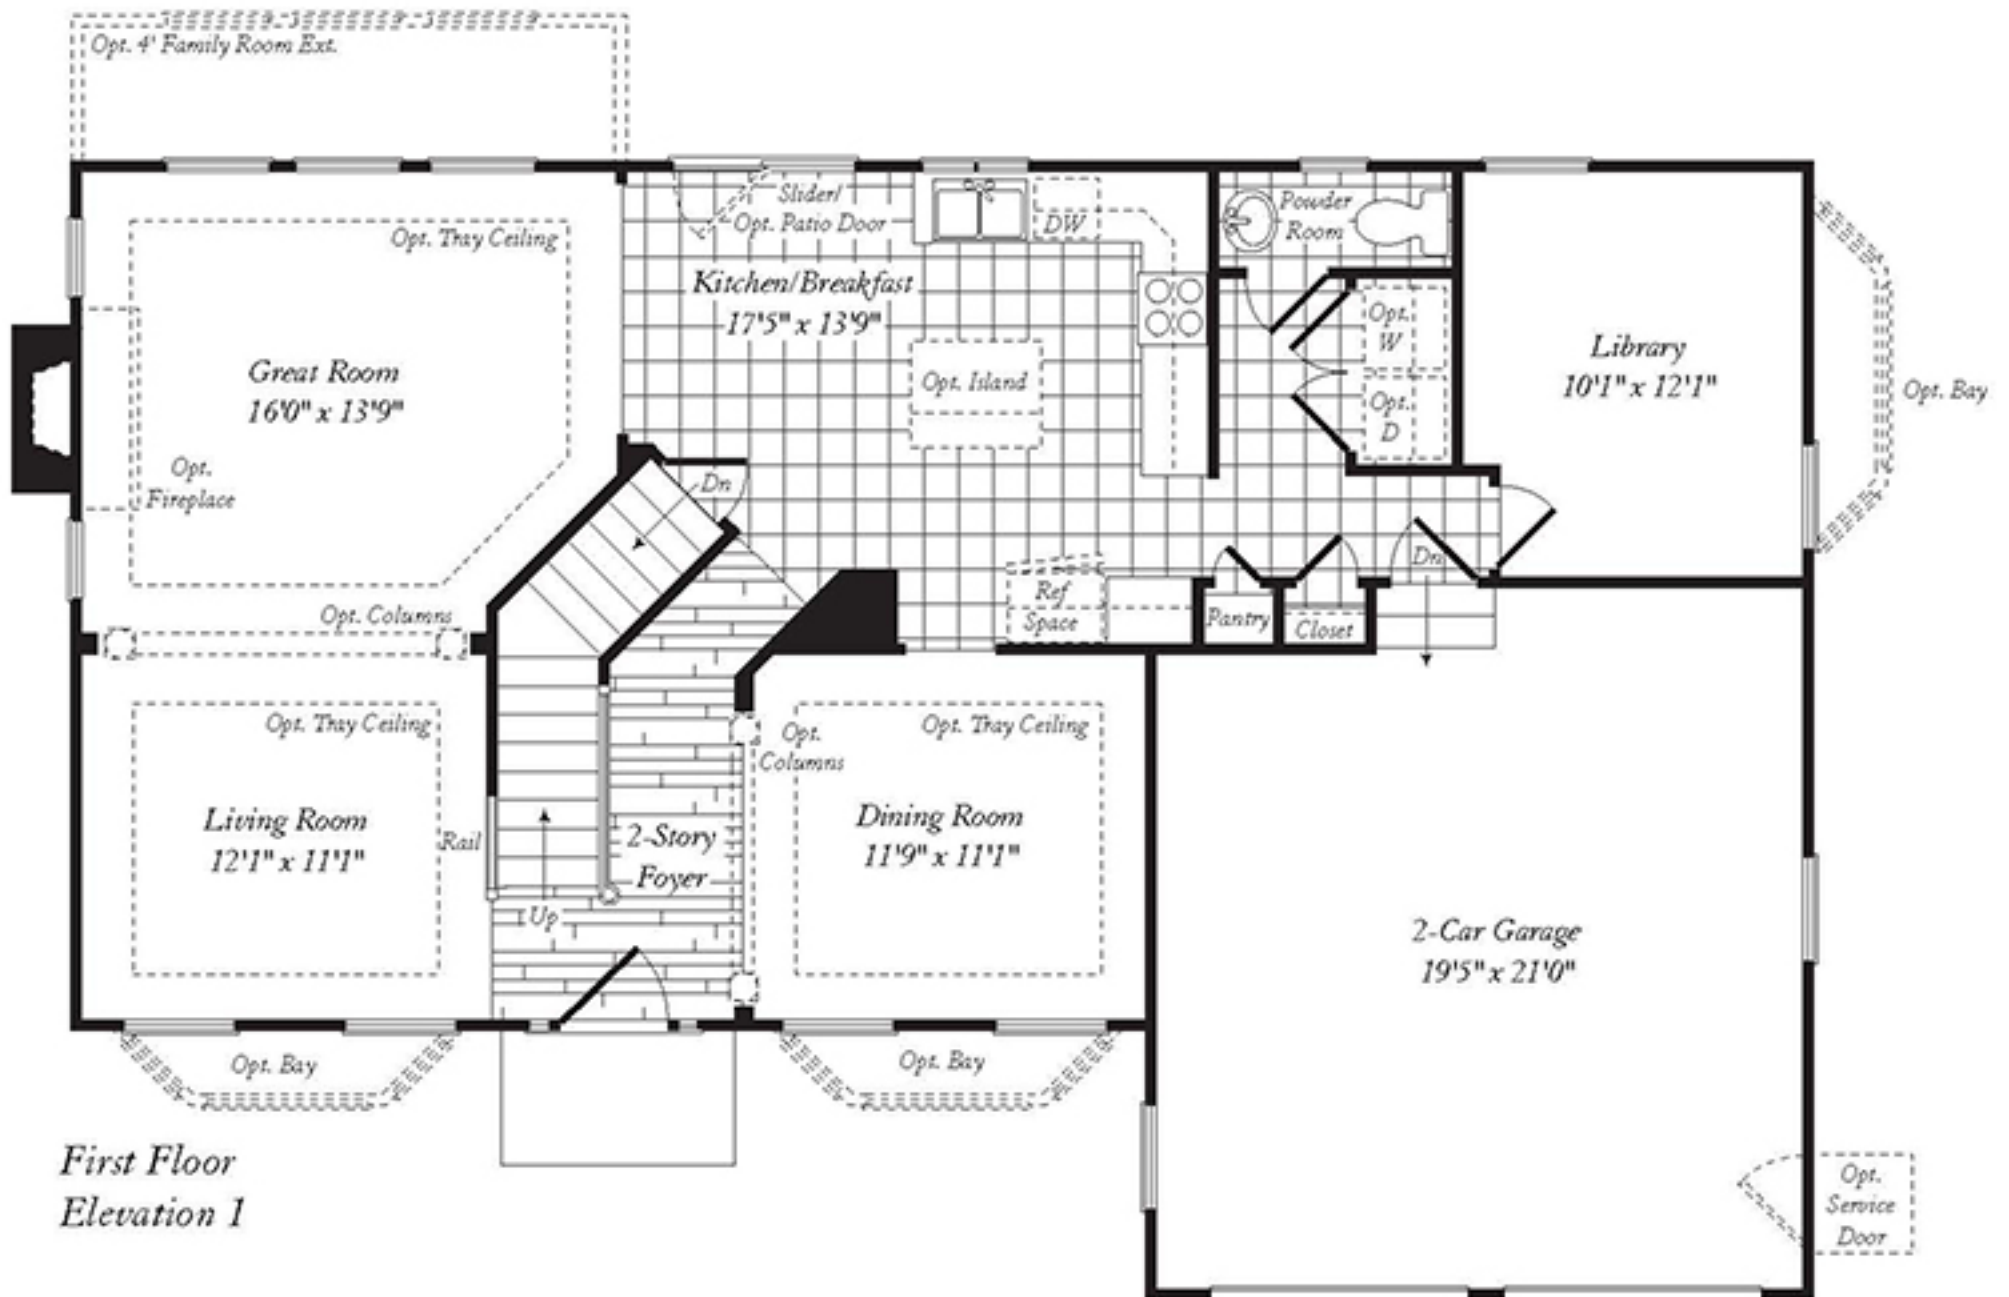 Opt. 4' Family Room Ext.
Opt. Tray Ceiling
Great Room
16'0" x 13'9"
Opt.
Fireplace
Opt. Columns
Slider/
Opt. Patio Door
DW
Kitchen/Breakfast
17'5" x 13'9"
Opt. Island
Dn
Ref
Space
Powder
Room
Opt.
W
Opt.
D
Pantry
Closet
Dn
Library
10'1" x 12'1"
Opt. Bay
Opt. Tray Ceiling
Living Room
12'1" x 11'1"
Rail
Up
2-Story
Foyer
Opt.
Columns
Opt. Tray Ceiling
Dining Room
11'9" x 11'1"
2-Car Garage
19'5" x 21'0"
Opt. Bay
Opt. Bay
Opt.
Service
Door
First Floor
Elevation 1